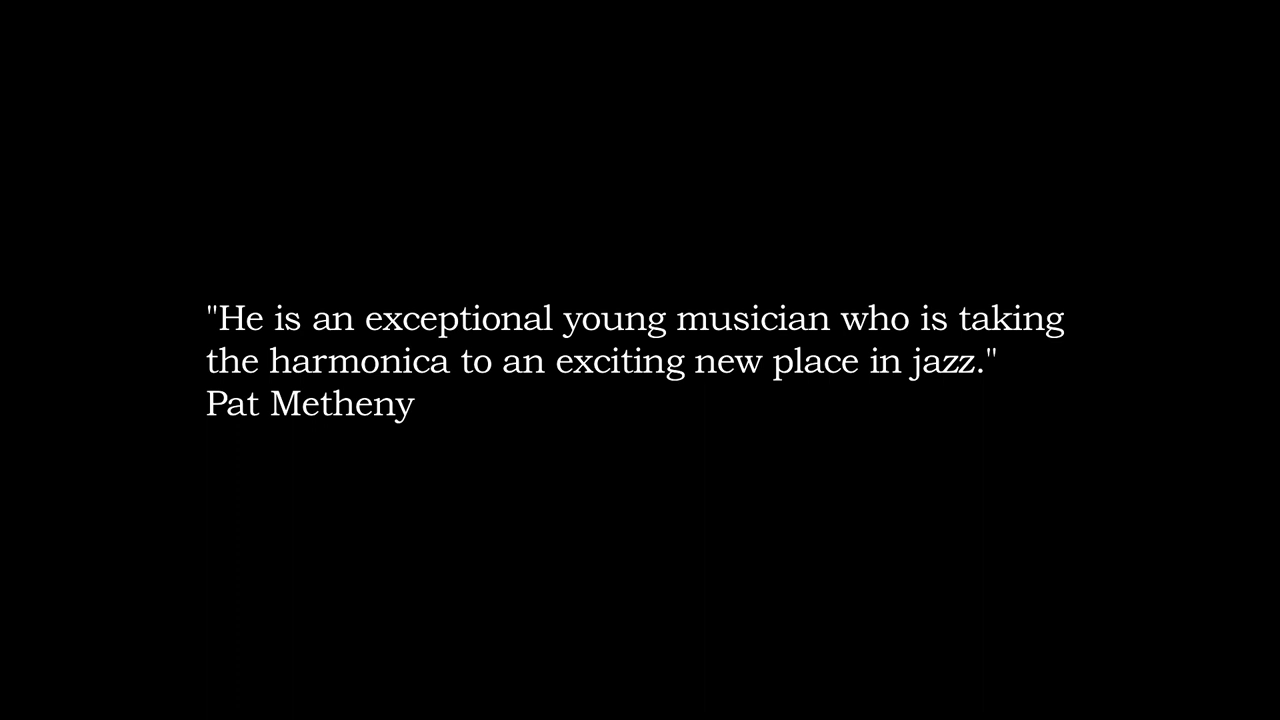 "He is an exceptional young musician who is taking
the harmonica to an exciting new place in jazz."
Pat Metheny